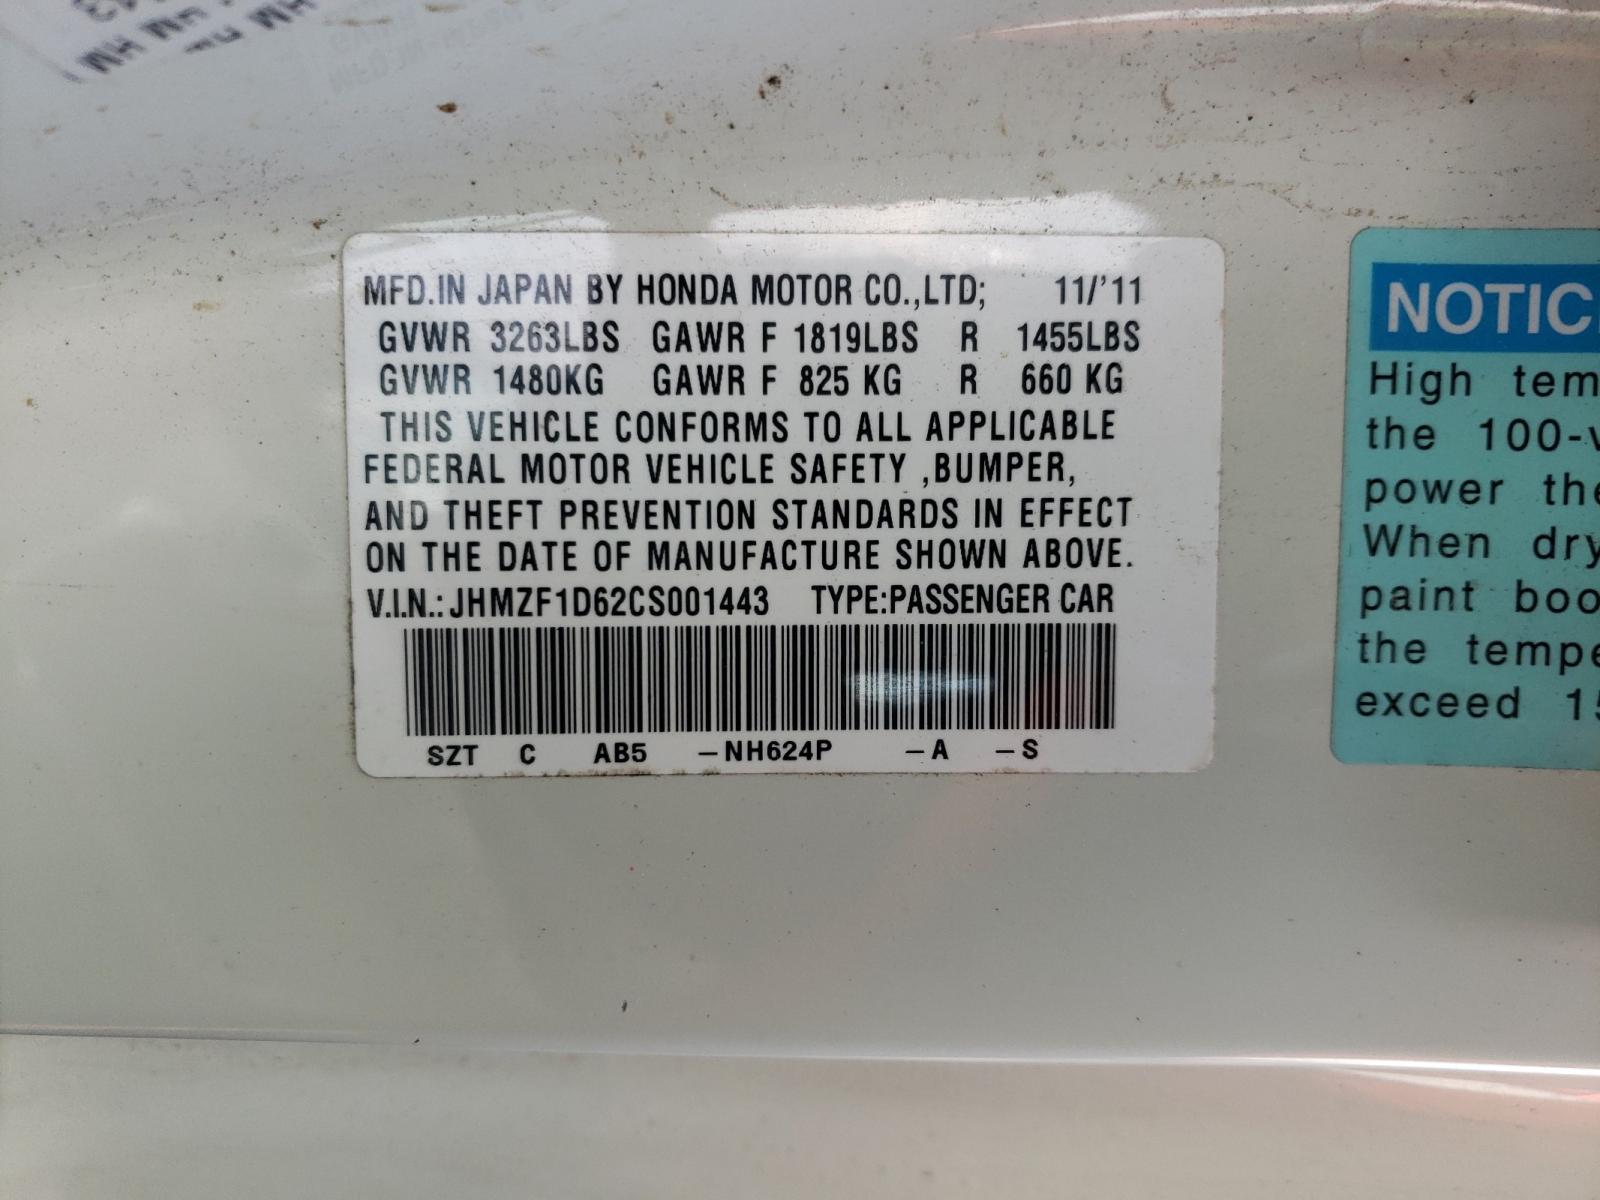 MFD.IN JAPAN BY HONDA MOTOR CO.,LTD; 11/'11
GVWR 3263LBS GAWR F 1819LBS R 1455LBS
GVWR 1480KG GAWR F 825 KG R 660 KG
THIS VEHICLE CONFORMS TO ALL APPLICABLE
FEDERAL MOTOR VEHICLE SAFETY ,BUMPER,
AND THEFT PREVENTION STANDARDS IN EFFECT
ON THE DATE OF MANUFACTURE SHOWN ABOVE.
V.I.N.: JHMZF1D62CS001443 TYPE:PASSENGER CAR
SZT C AB5 –NH624P –A –S
NOTIC
High tem
the 100-v
power the
When dry
paint boo
the tempe
exceed 15